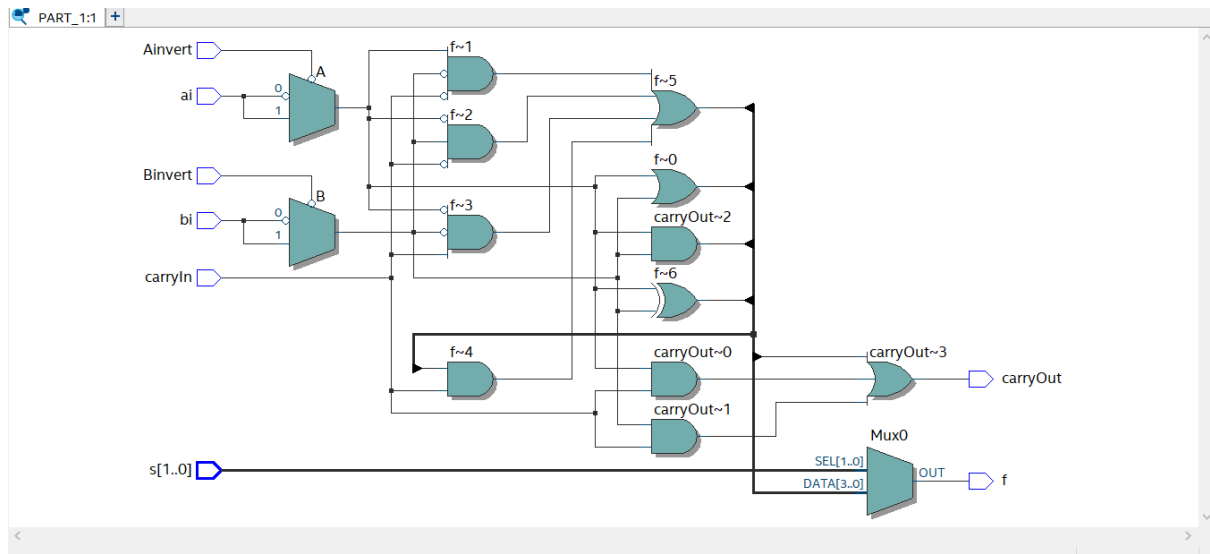 PART_1:1
Ainvert
A
ai
0
1
Binvert
B
bi
0
1
carryIn
f~1
f~2
f~3
f~4
f~5
f~0
carryOut~2
f~6
carryOut~0
carryOut~1
carryOut~3
carryOut
Mux0
s[1..0]
SEL[1..0]
DATA[3..0]
OUT
f